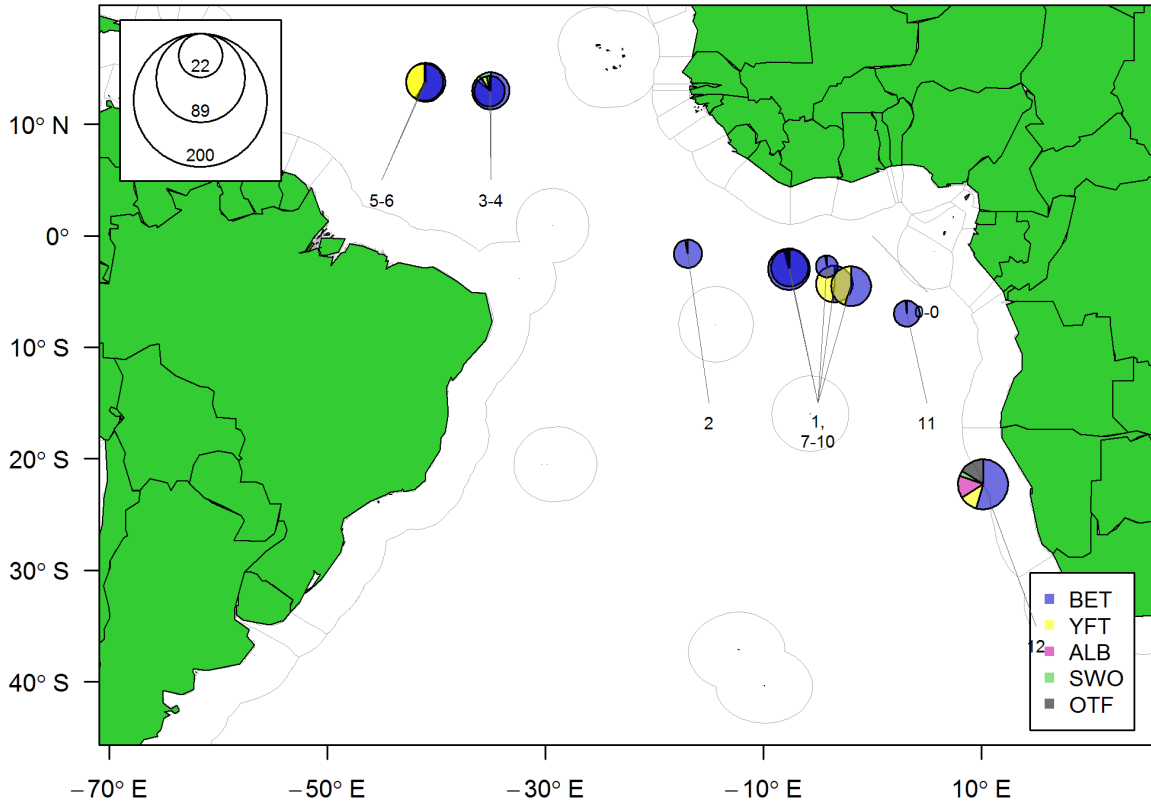 22
89
200
10° N
0°
10° S
20° S
30° S
40° S
5-6
3-4
0-0
2
1,
7-10
11
12
BET
YFT
ALB
SWO
OTF
−70° E
−50° E
−30° E
−10° E
10° E